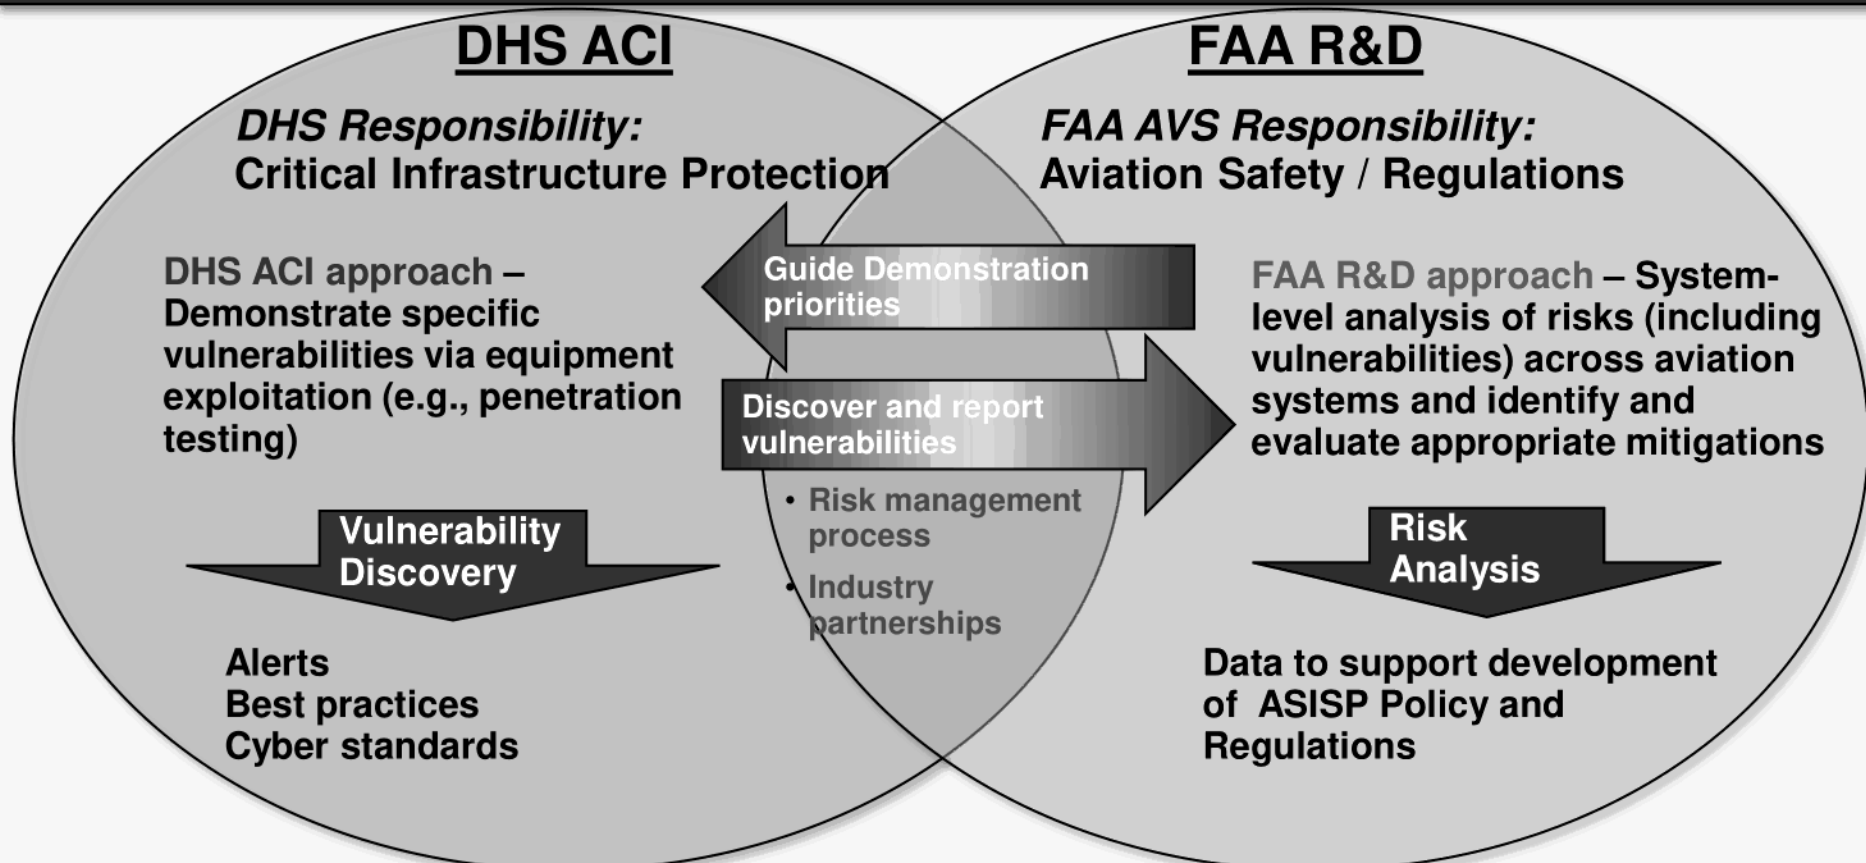 DHS ACI
DHS Responsibility:
Critical Infrastructure Protection
DHS ACI approach –
Demonstrate specific
vulnerabilities via equipment
exploitation (e.g., penetration
testing)
Vulnerability
Discovery
Alerts
Best practices
Cyber standards
Guide Demonstration
priorities
Discover and report
vulnerabilities
• Risk management
process
• Industry
partnerships
FAA R&D
FAA AVS Responsibility:
Aviation Safety / Regulations
FAA R&D approach – System-
level analysis of risks (including
vulnerabilities) across aviation
systems and identify and
evaluate appropriate mitigations
Risk
Analysis
Data to support development
of  ASISP Policy and
Regulations